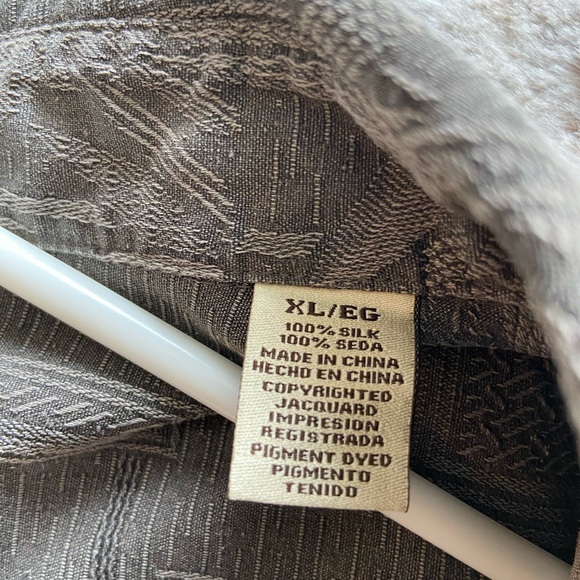 XL/EG
100% SILK
100% SEDA
MADE IN CHINA
HECHO EN CHINA
COPYRIGHTED
JACQUARD
IMPRESION
REGISTRADA
PIGMENT DYED
PIGMENTO
TENIDO